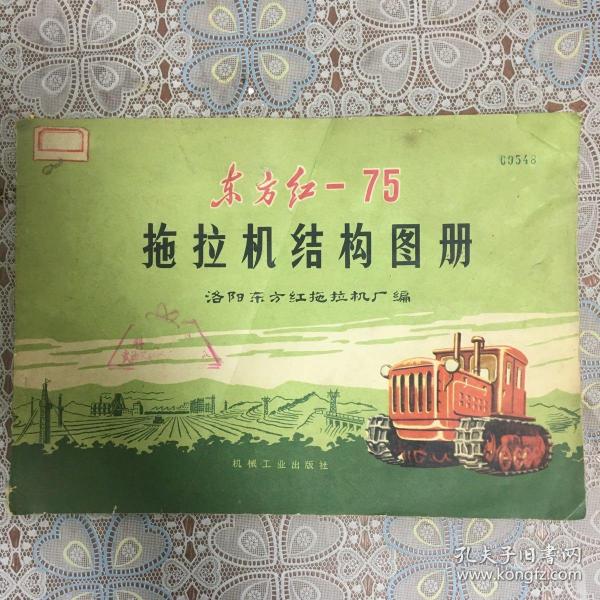 60548
东方红-75
拖拉机结构图册
洛阳东方红拖拉机厂编
机械工业出版社
孔夫子旧书网
www.kongfz.com